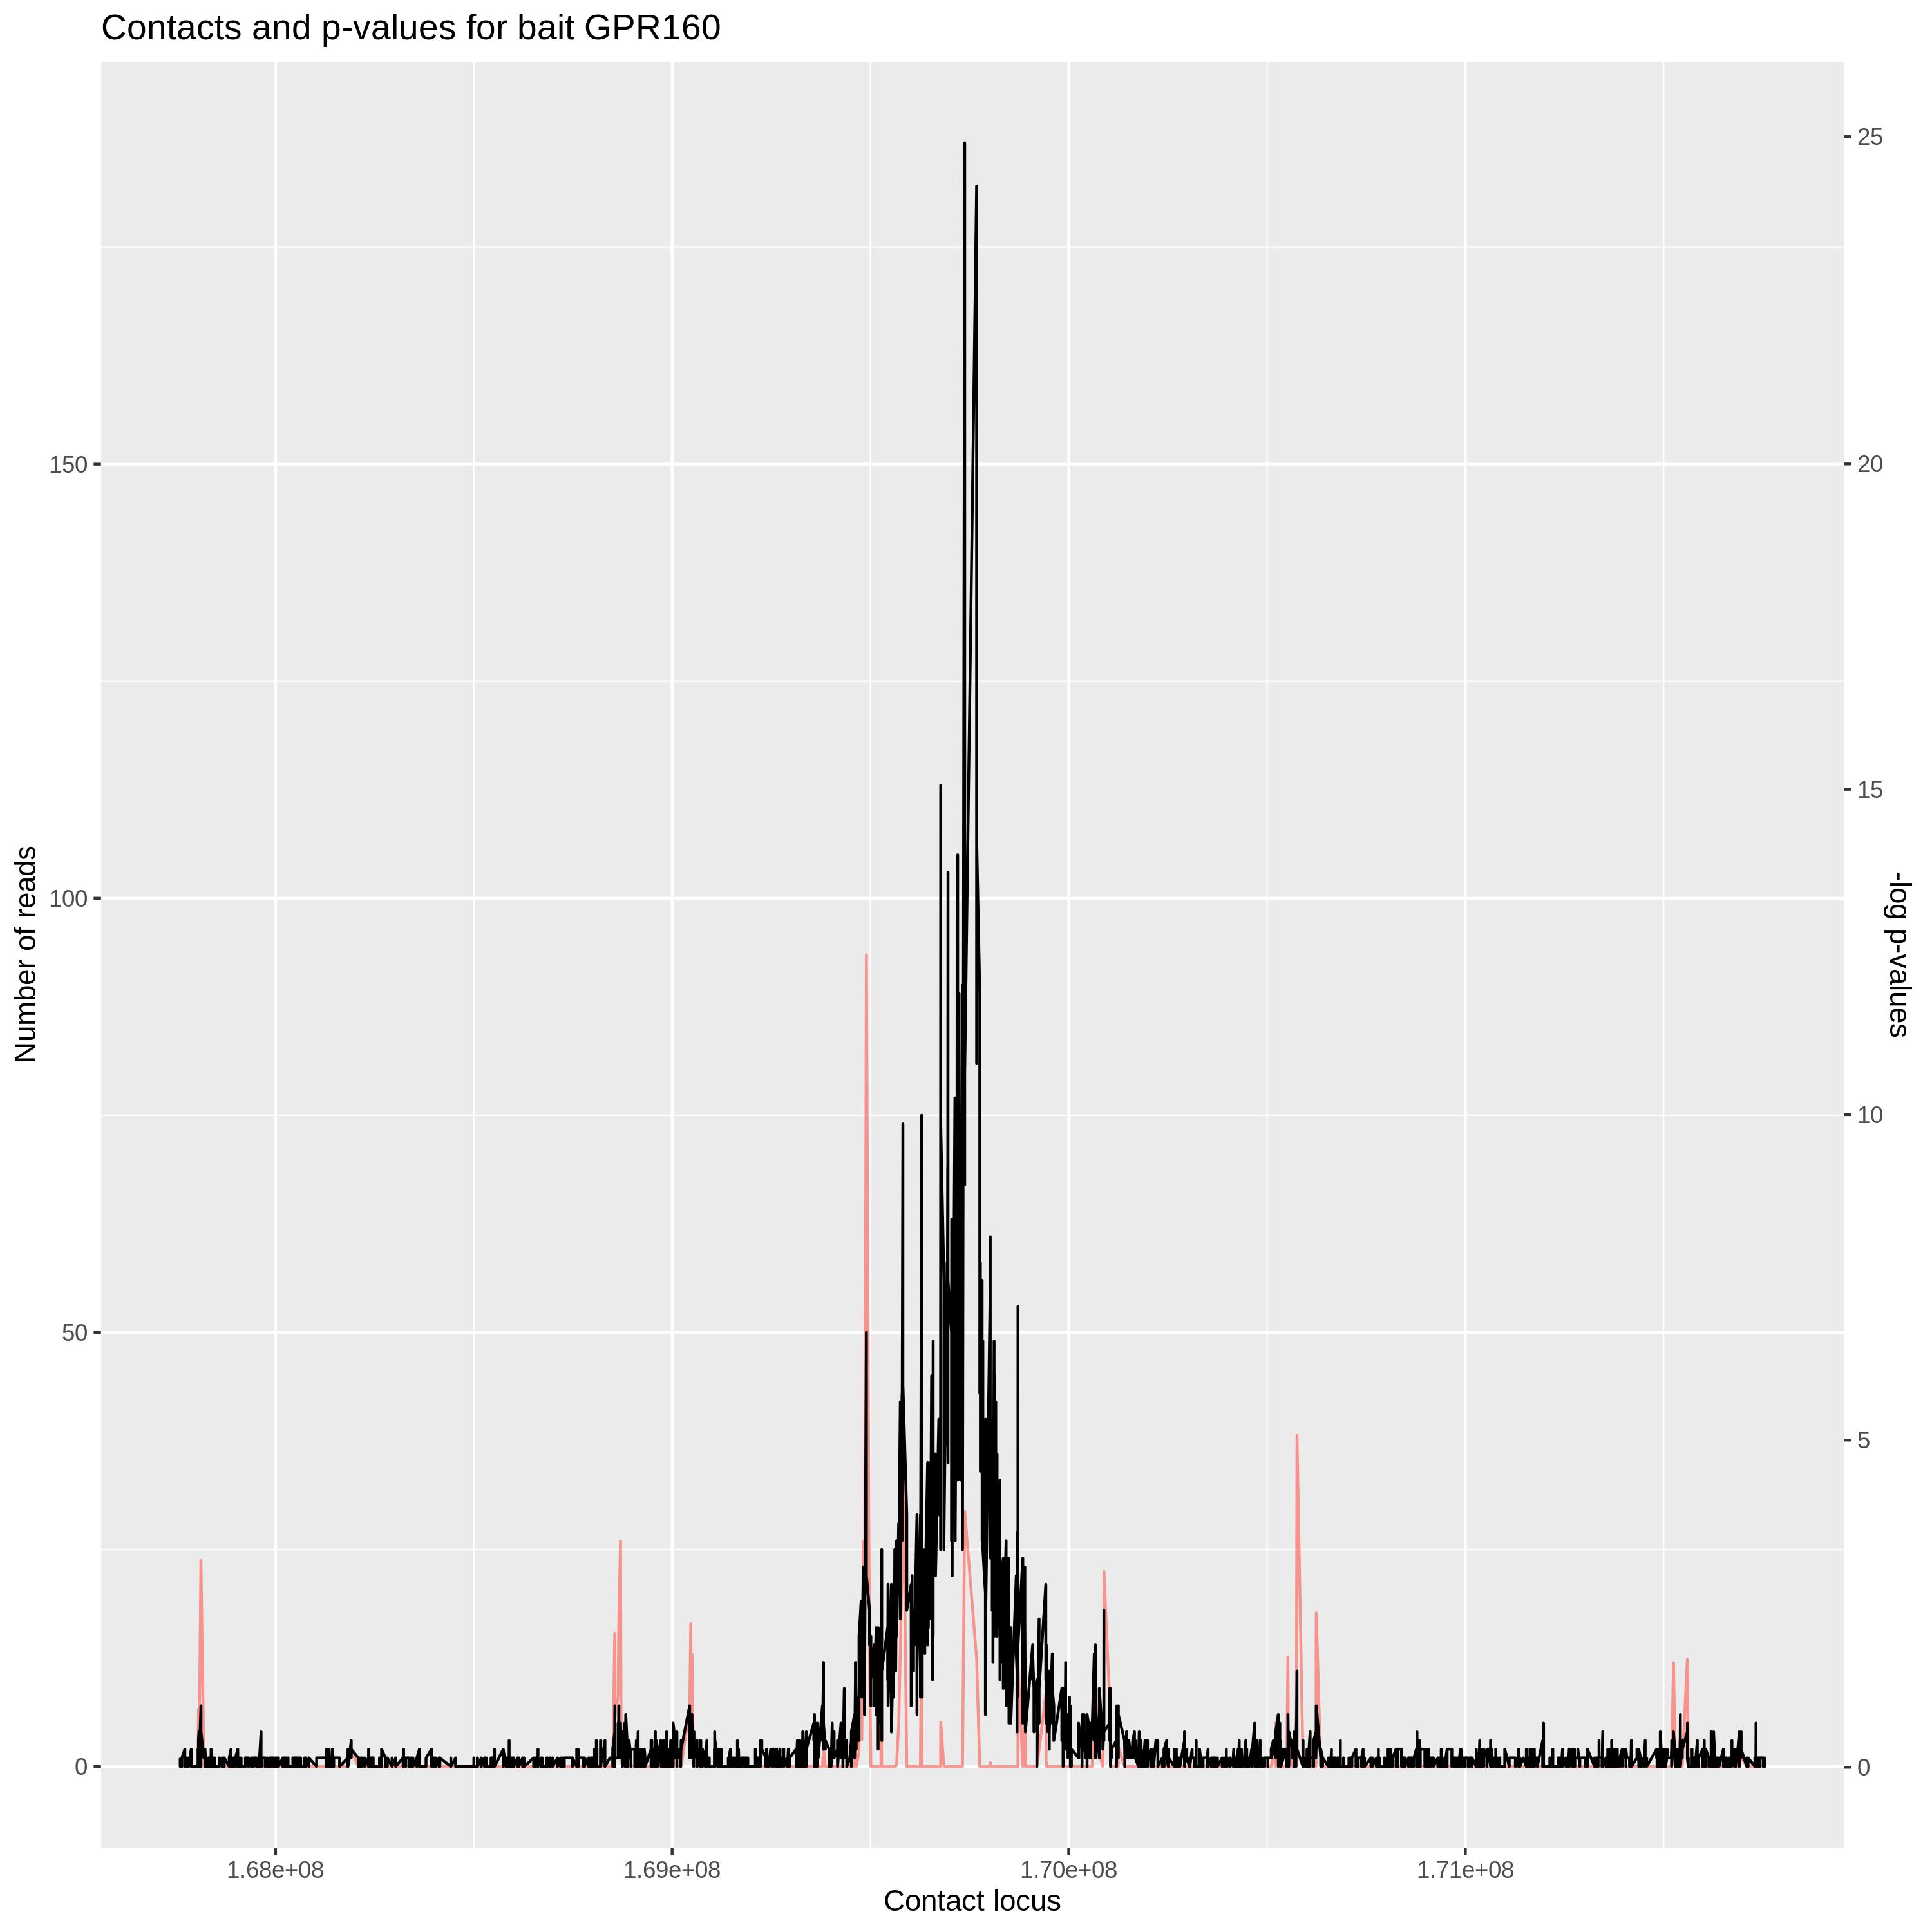 Contacts and p-values for bait GPR160
Number of reads
150
100
50
0
25
20
15
10
5
0
-log p-values
1.68e+08 1.69e+08 1.70e+08 1.71e+08
Contact locus